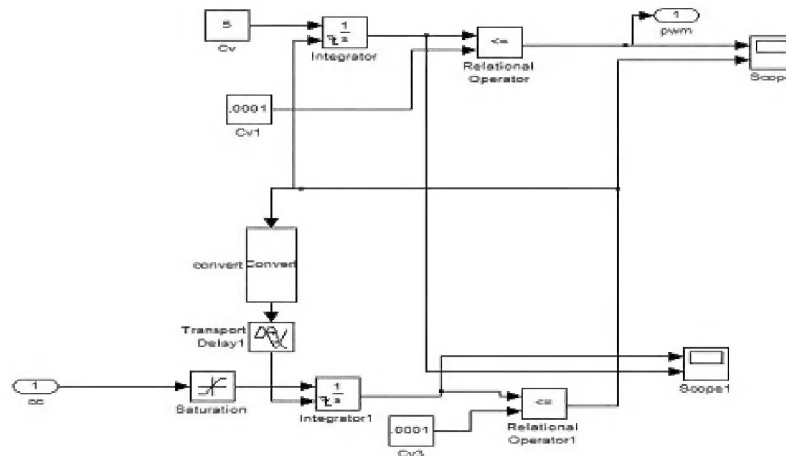 5
Cv
1
s
Integrator
<=
Relational
Operator
1
pwm
Scope
.0001
Cv1
convert
Convert
Transport
Delay1
1
Saturation
1
s
Integrator1
.0001
Cv3
<=
Relational
Operator1
Scope1